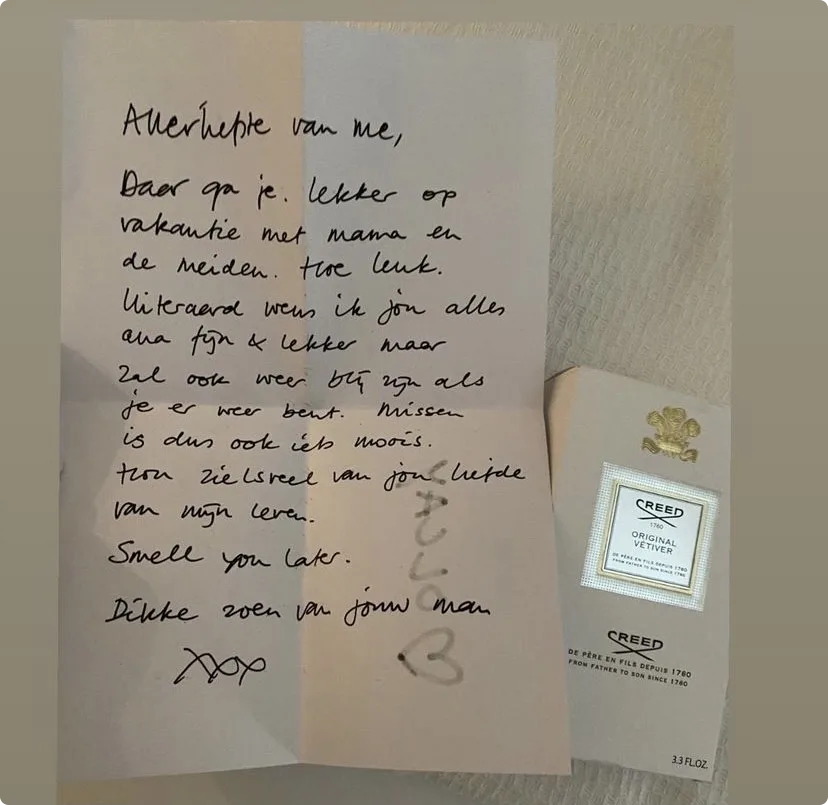 Allerliefste van me,
Daar ga je. lekker op
vakantie met mama en
de meiden. Hoe leuk.
Uiteraard wens ik jou alles
aan fijn & lekker maar
zal ook weer blij zijn als
je er weer bent. Missen
is dus ook iets moois.
Hou zielsveel van jou liefde
van mijn leven.
Smell you later.
Dikke zoen van jouw man
xxx
CREED
1760
ORIGINAL
VETIVER
DE PÈRE EN FILS DEPUIS 1760
FROM FATHER TO SON SINCE 1760
CREED
DE PÈRE EN FILS DEPUIS 1760
FROM FATHER TO SON SINCE 1760
3.3 FL.OZ.